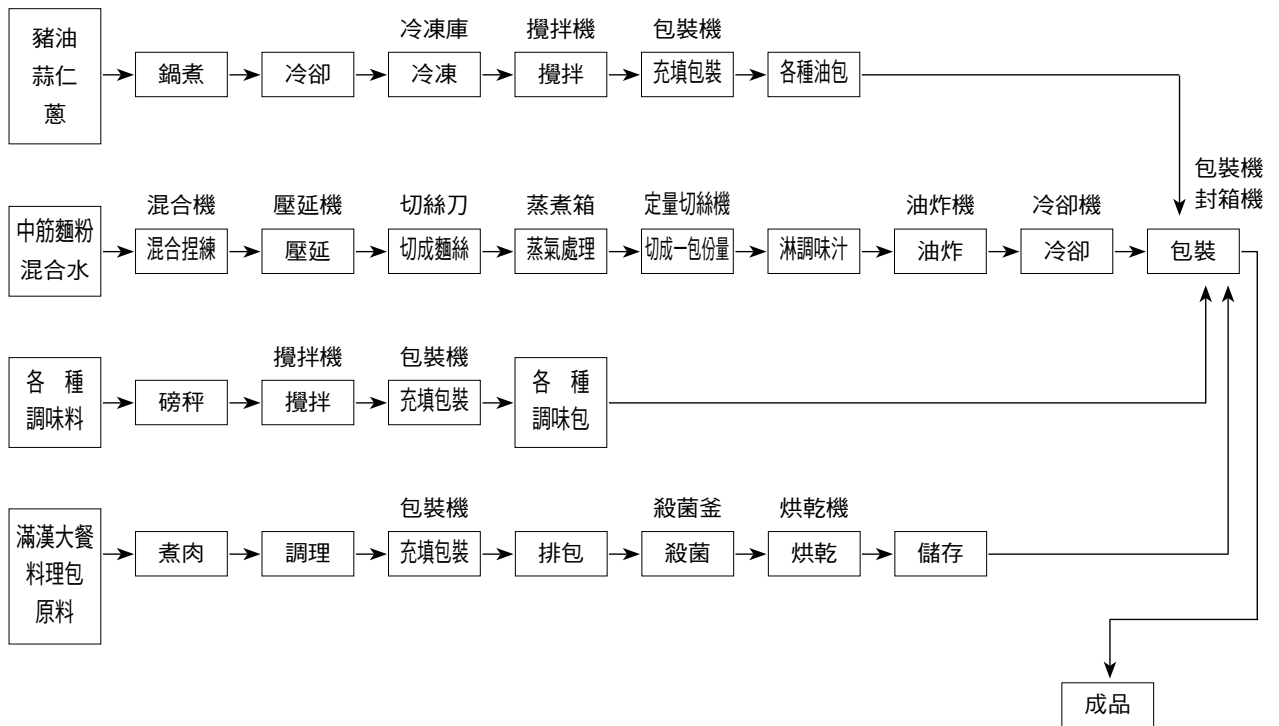 豬油
蒜仁
蔥
冷凍庫 攪拌機 包裝機
鍋煮 冷卻 冷凍 攪拌 充填包裝 各種油包
包裝機
封箱機
混合機 壓延機 切絲刀 蒸煮箱 定量切絲機 油炸機 冷卻機
中筋麵粉
混合水
混合捏練 壓延 切成麵絲 蒸氣處理 切成一包份量 淋調味汁 油炸 冷卻 包裝
攪拌機 包裝機
各 種
調味料
磅秤 攪拌 充填包裝
各 種
調味包
包裝機 殺菌釜 烘乾機
滿漢大餐
料理包
原料
煮肉 調理 充填包裝 排包 殺菌 烘乾 儲存
成品